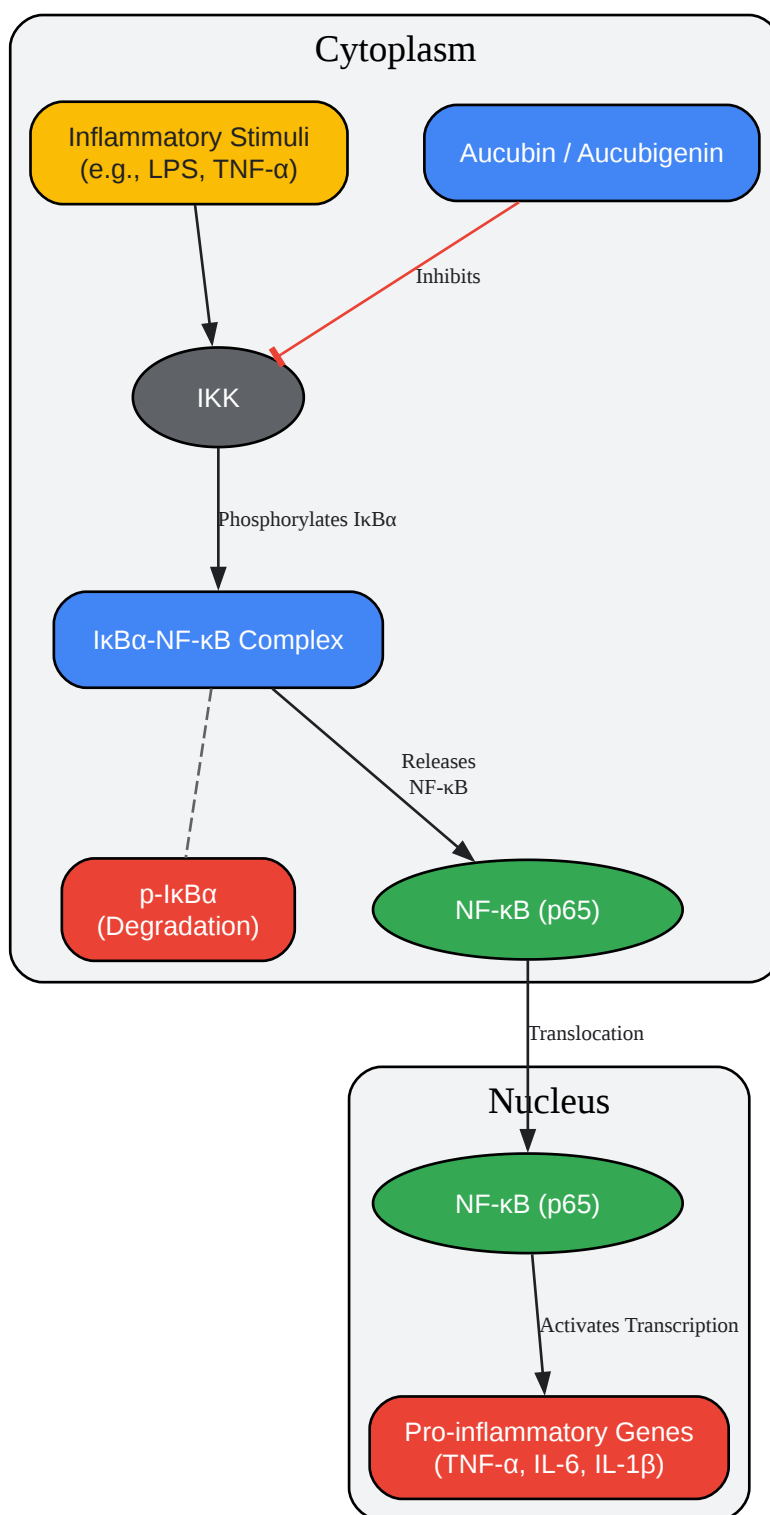 Cytoplasm
Inflammatory Stimuli
(e.g., LPS, TNF-α)
Aucubin / Aucubigenin
Inhibits
IKK
Phosphorylates IκBα
IκBα-NF-κB Complex
Releases
NF-κB
p-IκBα
(Degradation)
NF-κB (p65)
Translocation
Nucleus
NF-κB (p65)
Activates Transcription
Pro-inflammatory Genes
(TNF-α, IL-6, IL-1β)